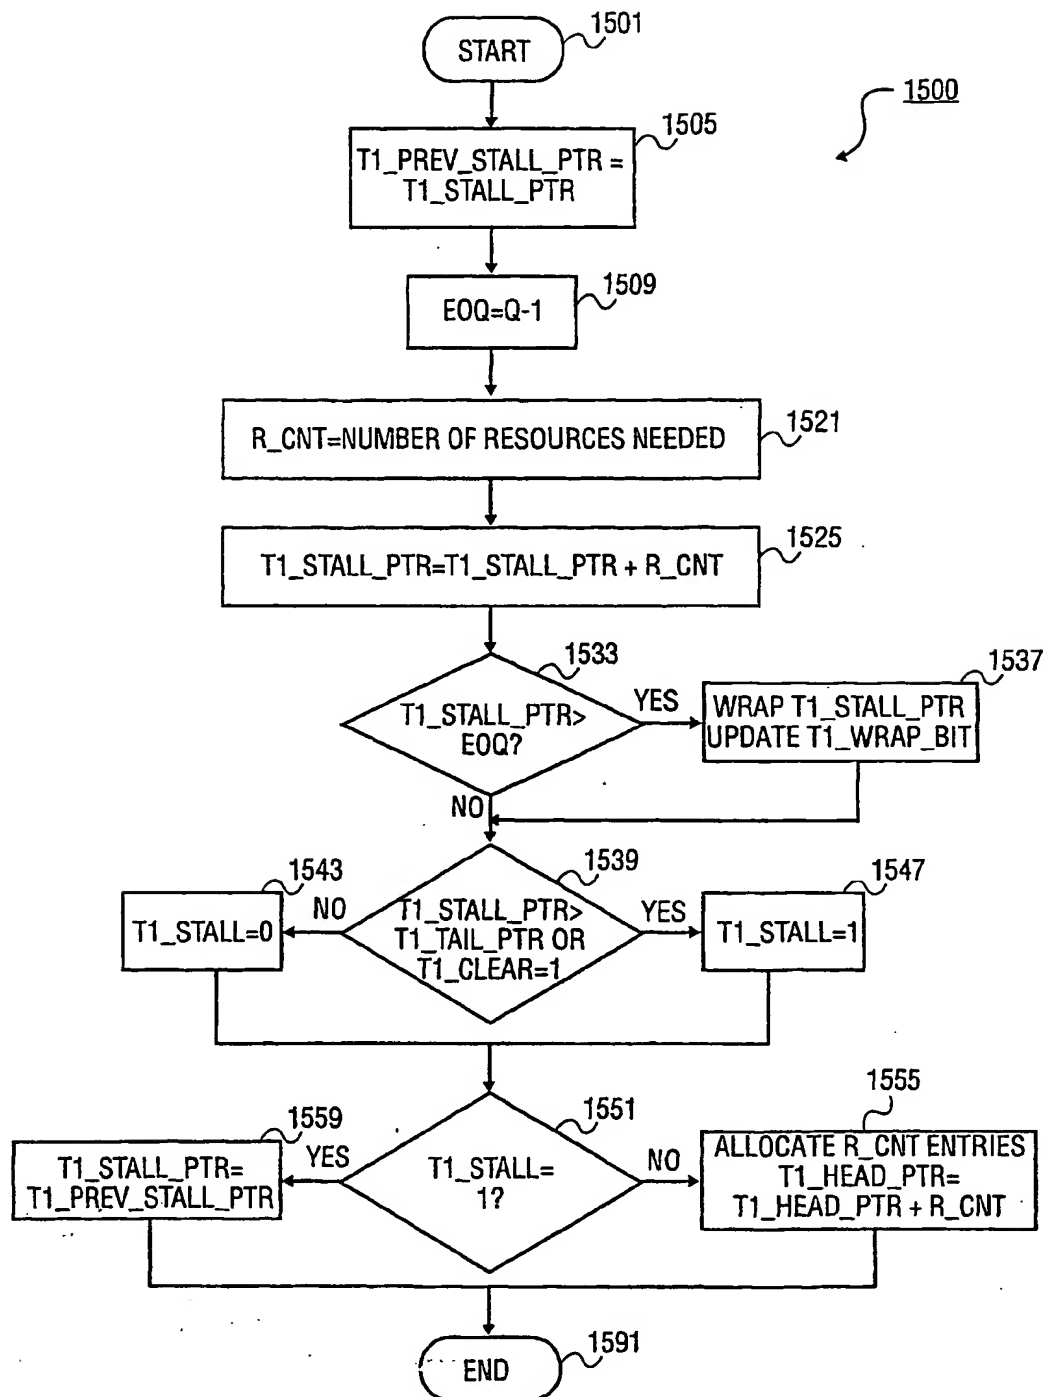 START
1501
1500
T1_PREV_STALL_PTR =
T1_STALL_PTR
1505
EOQ=Q-1
1509
R_CNT=NUMBER OF RESOURCES NEEDED
1521
T1_STALL_PTR=T1_STALL_PTR + R_CNT
1525
T1_STALL_PTR>
EOQ?
1533
YES
WRAP T1_STALL_PTR
UPDATE T1_WRAP_BIT
1537
NO
T1_STALL=0
1543
NO
T1_STALL_PTR>
T1_TAIL_PTR OR
T1_CLEAR=1
1539
YES
T1_STALL=1
1547
T1_STALL_PTR=
T1_PREV_STALL_PTR
1559
YES
T1_STALL=
1?
1551
NO
ALLOCATE R_CNT ENTRIES
T1_HEAD_PTR=
T1_HEAD_PTR + R_CNT
1555
END
1591